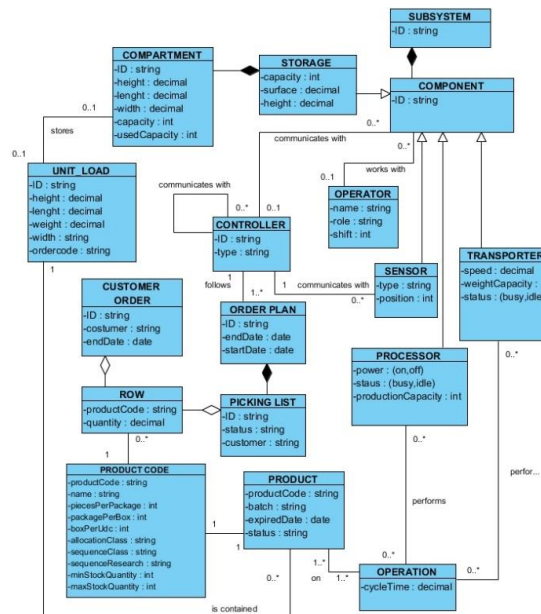 SUBSYSTEM
-ID : string
COMPARTMENT
-ID : string
-height : decimal
-lenght : decimal
-width : decimal
-capacity : int
-usedCapacity : int
STORAGE
-capacity : int
-surface : decimal
-height : decimal
COMPONENT
-ID : string
0..1
stores
0..1
communicates with
0..*
0..*
works with
0..1
UNIT_LOAD
-ID : string
-height : decimal
-lenght : decimal
-weight : decimal
-width : string
-ordercode : string
1
communicates with
0..*
0..1
CONTROLLER
-ID : string
-type : string
OPERATOR
-name : string
-role : string
-shift : int
1
follows
1..*
1
communicates with
0..*
SENSOR
-type : string
-position : int
TRANSPORTER
-speed : decimal
-weightCapacity :
-status : (busy,idle
0..*
CUSTOMER
ORDER
-ID : string
-costumer : string
-endDate : date
ORDER PLAN
-ID : string
-endDate : date
-startDate : date
PROCESSOR
-power : (on,off)
-staus : (busy,idle)
-productionCapacity : int
0..*
ROW
-productCode : string
-quantity : decimal
0..*
PICKING LIST
-ID : string
-status : string
-customer : string
1
PRODUCT CODE
-productCode : string
-name : string
-piecesPerPackage : int
-packagePerBox : int
-boxPerUdc : int
-allocationClass : string
-sequenceClass : string
-sequenceResearch : string
-minStockQuantity : int
-maxStockQuantity : int
1
1
PRODUCT
-productCode : string
-batch : string
-expiredDate : date
-status : string
performs
perfor...
0..*
1..*
on
1..*
0..*
0..*
OPERATION
-cycleTime : decimal
is contained